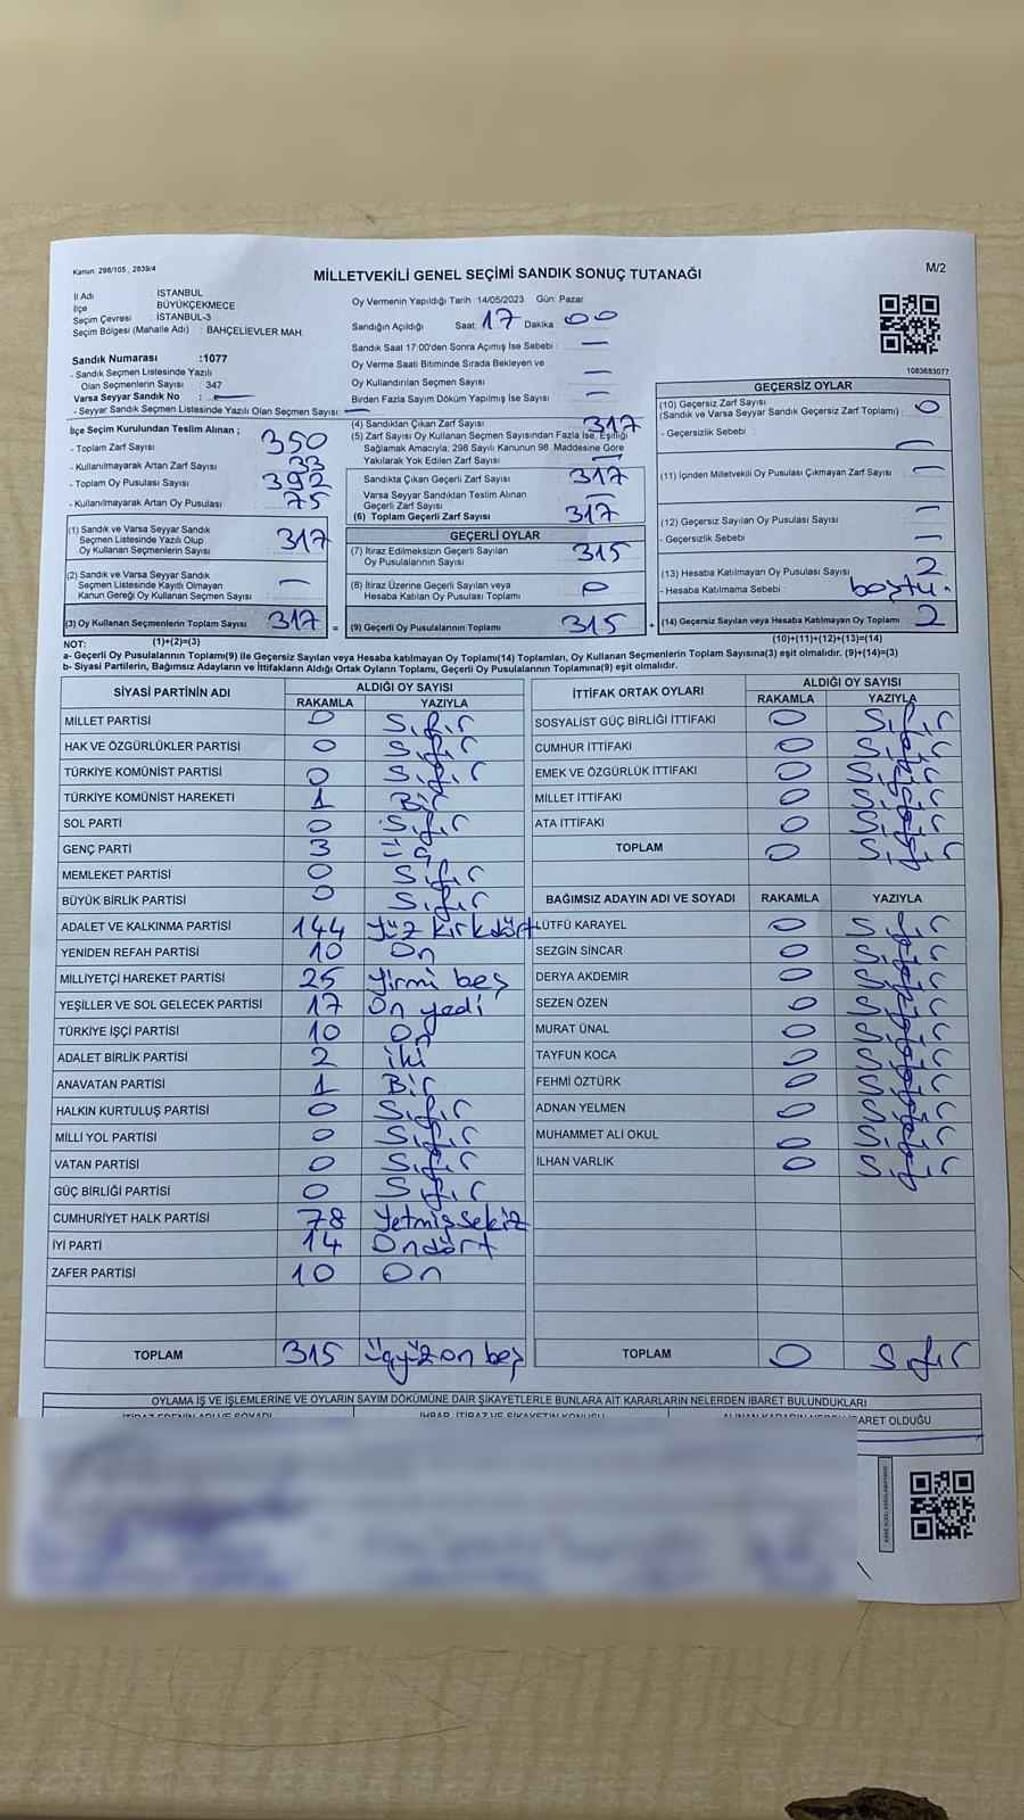 Kanun 298/105, 2839/4
MİLLETVEKİLİ GENEL SEÇİMİ SANDIK SONUÇ TUTANAĞI
M/2
İl Adı İSTANBUL
İlçe BÜYÜKÇEKMECE
Seçim Çevresi İSTANBUL-3
Seçim Bölgesi (Mahalle Adı) : BAHÇELİEVLER MAH.
Oy Vermenin Yapıldığı Tarih 14/05/2023 Gün: Pazar
Sandığın Açıldığı Saat: 17 Dakika 00
Sandık Saat 17:00'den Sonra Açılmış İse Sebebi : —
Oy Verme Saati Bitiminde Sırada Bekleyen ve
Oy Kullandırılan Seçmen Sayısı —
Birden Fazla Sayım Döküm Yapılmış İse Sayısı —
1083683077
Sandık Numarası :1077
- Sandık Seçmen Listesinde Yazılı
Olan Seçmenlerin Sayısı 347
Varsa Seyyar Sandık No : —
- Seyyar Sandık Seçmen Listesinde Yazılı Olan Seçmen Sayısı: —
İlçe Seçim Kurulundan Teslim Alınan ;
- Toplam Zarf Sayısı 350
- Kullanılmayarak Artan Zarf Sayısı 33
- Toplam Oy Pusulası Sayısı 392
- Kullanılmayarak Artan Oy Pusulası 75
(1) Sandık ve Varsa Seyyar Sandık
Seçmen Listesinde Yazılı Olup
Oy Kullanan Seçmenlerin Sayısı 317
(2) Sandık ve Varsa Seyyar Sandık
Seçmen Listesinde Kayıtlı Olmayan
Kanun Gereği Oy Kullanan Seçmen Sayısı —
(3) Oy Kullanan Seçmenlerin Toplam Sayısı 317 =
(1)+(2)=(3)
(4) Sandıktan Çıkan Zarf Sayısı 317
(5) Zarf Sayısı Oy Kullanan Seçmen Sayısından Fazla İse, Eşitliği
Sağlamak Amacıyla, 298 Sayılı Kanunun 98. Maddesine Göre
Yakılarak Yok Edilen Zarf Sayısı —
Sandıkta Çıkan Geçerli Zarf Sayısı 317
Varsa Seyyar Sandıktan Teslim Alınan
Geçerli Zarf Sayısı —
(6) Toplam Geçerli Zarf Sayısı 317
GEÇERLİ OYLAR
(7) İtiraz Edilmeksizin Geçerli Sayılan
Oy Pusulalarının Sayısı 315
(8) İtiraz Üzerine Geçerli Sayılan veya
Hesaba Katılan Oy Pusulası Toplamı 0
(9) Geçerli Oy Pusulalarının Toplamı 315 +
GEÇERSİZ OYLAR
(10) Geçersiz Zarf Sayısı
(Sandık ve Varsa Seyyar Sandık Geçersiz Zarf Toplamı) 0
- Geçersizlik Sebebi —
(11) İçinden Milletvekili Oy Pusulası Çıkmayan Zarf Sayısı —
(12) Geçersiz Sayılan Oy Pusulası Sayısı —
- Geçersizlik Sebebi —
(13) Hesaba Katılmayan Oy Pusulası Sayısı 2
- Hesaba Katılmama Sebebi boştu.
(14) Geçersiz Sayılan veya Hesaba Katılmayan Oy Toplamı 2
(10)+(11)+(12)+(13)=(14)
NOT:
a- Geçerli Oy Pusulalarının Toplamı(9) ile Geçersiz Sayılan veya Hesaba katılmayan Oy Toplamı(14) Toplamları, Oy Kullanan Seçmenlerin Toplam Sayısına(3) eşit olmalıdır. (9)+(14)=(3)
b- Siyasi Partilerin, Bağımsız Adayların ve İttifakların Aldığı Ortak Oyların Toplamı, Geçerli Oy Pusulalarının Toplamına(9) eşit olmalıdır.
SİYASİ PARTİNİN ADI ALDIĞI OY SAYISI
RAKAMLA YAZIYLA
MİLLET PARTİSİ 0 Sıfır
HAK VE ÖZGÜRLÜKLER PARTİSİ 0 Sıfır
TÜRKİYE KOMÜNİST PARTİSİ 0 Sıfır
TÜRKİYE KOMÜNİST HAREKETİ 1 Bir
SOL PARTİ 0 Sıfır
GENÇ PARTİ 3 Üç
MEMLEKET PARTİSİ 0 Sıfır
BÜYÜK BİRLİK PARTİSİ 0 Sıfır
ADALET VE KALKINMA PARTİSİ 144 Yüz kırkdört
YENİDEN REFAH PARTİSİ 10 On
MİLLİYETÇİ HAREKET PARTİSİ 25 Yirmi beş
YEŞİLLER VE SOL GELECEK PARTİSİ 17 On yedi
TÜRKİYE İŞÇİ PARTİSİ 10 On
ADALET BİRLİK PARTİSİ 2 iki
ANAVATAN PARTİSİ 1 Bir
HALKIN KURTULUŞ PARTİSİ 0 Sıfır
MİLLİ YOL PARTİSİ 0 Sıfır
VATAN PARTİSİ 0 Sıfır
GÜÇ BİRLİĞİ PARTİSİ 0 Sıfır
CUMHURİYET HALK PARTİSİ 78 Yetmişsekiz
İYİ PARTİ 14 Ondört
ZAFER PARTİSİ 10 On
TOPLAM 315 üçyüz on beş
İTTİFAK ORTAK OYLARI ALDIĞI OY SAYISI
RAKAMLA YAZIYLA
SOSYALİST GÜÇ BİRLİĞİ İTTİFAKI 0 Sıfır
CUMHUR İTTİFAKI 0 Sıfır
EMEK VE ÖZGÜRLÜK İTTİFAKI 0 Sıfır
MİLLET İTTİFAKI 0 Sıfır
ATA İTTİFAKI 0 Sıfır
TOPLAM 0 Sıfır
BAĞIMSIZ ADAYIN ADI VE SOYADI RAKAMLA YAZIYLA
LÜTFÜ KARAYEL 0 Sıfır
SEZGİN SİNCAR 0 Sıfır
DERYA AKDEMİR 0 Sıfır
SEZEN ÖZEN 0 Sıfır
MURAT ÜNAL 0 Sıfır
TAYFUN KOCA 0 Sıfır
FEHMİ ÖZTÜRK 0 Sıfır
ADNAN YELMEN 0 Sıfır
MUHAMMET ALİ OKUL 0 Sıfır
İLHAN VARLIK 0 Sıfır
TOPLAM 0 Sıfır
OYLAMA İŞ VE İŞLEMLERİNE VE OYLARIN SAYIM DÖKÜMÜNE DAİR ŞİKAYETLERLE BUNLARA AİT KARARLARIN NELERDEN İBARET BULUNDUKLARI
OLDUĞU